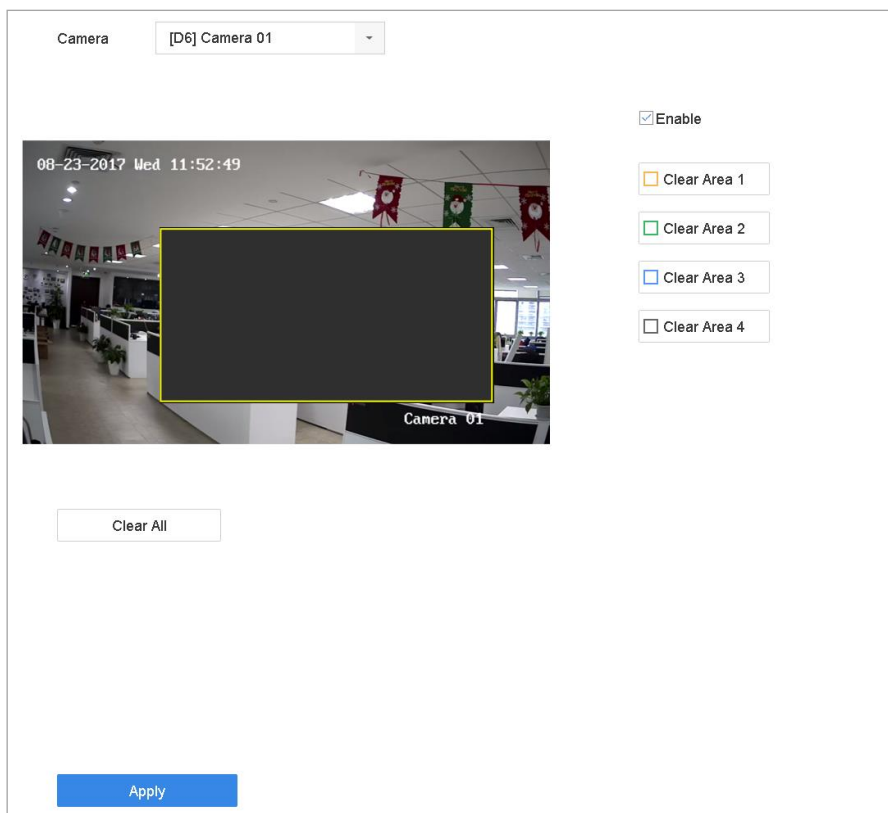 Camera
[D6] Camera 01
Enable
08-23-2017 Wed 11:52:49
Clear Area 1
Clear Area 2
Clear Area 3
Clear Area 4
Camera 01
Clear All
Apply